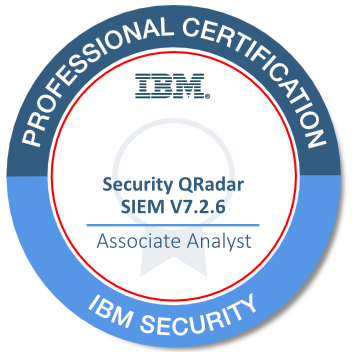 PROFESSIONAL CERTIFICATION
IBM®
Security QRadar
SIEM V7.2.6
Associate Analyst
IBM SECURITY